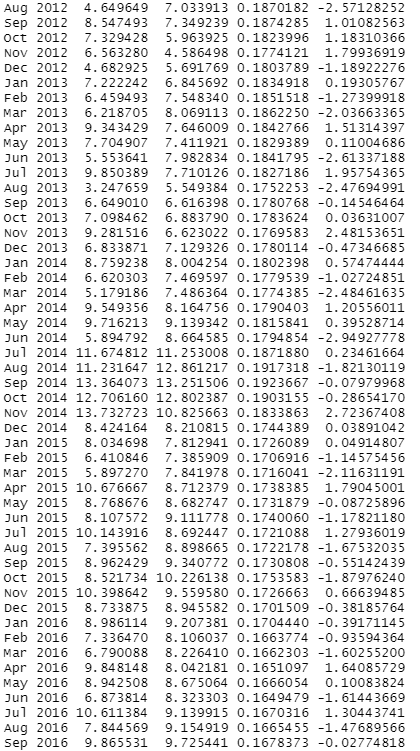 Aug 2012 4.649649 7.033913 0.1870182 -2.57128252
Sep 2012 8.547493 7.349239 0.1874285 1.01082563
Oct 2012 7.329428 5.963925 0.1823996 1.18310366
Nov 2012 6.563280 4.586498 0.1774121 1.79936919
Dec 2012 4.682925 5.691769 0.1803789 -1.18922276
Jan 2013 7.222242 6.845692 0.1834918 0.19305767
Feb 2013 6.459493 7.548340 0.1851518 -1.27399918
Mar 2013 6.218705 8.069113 0.1862250 -2.03663365
Apr 2013 9.343429 7.646009 0.1842766 1.51314397
May 2013 7.704907 7.411921 0.1829389 0.11004686
Jun 2013 5.553641 7.982834 0.1841795 -2.61337188
Jul 2013 9.850389 7.710126 0.1827186 1.95754365
Aug 2013 3.247659 5.549384 0.1752253 -2.47694991
Sep 2013 6.649010 6.616398 0.1780768 -0.14546464
Oct 2013 7.098462 6.883790 0.1783624 0.03631007
Nov 2013 9.281516 6.623022 0.1769583 2.48153651
Dec 2013 6.833871 7.129326 0.1780114 -0.47346685
Jan 2014 8.759238 8.004254 0.1802398 0.57474444
Feb 2014 6.620303 7.469597 0.1779539 -1.02724851
Mar 2014 5.179186 7.486364 0.1774385 -2.48461635
Apr 2014 9.549356 8.164756 0.1790403 1.20556011
May 2014 9.716213 9.139342 0.1815841 0.39528714
Jun 2014 5.894792 8.664585 0.1794854 -2.94927778
Jul 2014 11.674812 11.253008 0.1871880 0.23461664
Aug 2014 11.231647 12.861217 0.1917318 -1.82130119
Sep 2014 13.364073 13.251506 0.1923667 -0.07979968
Oct 2014 12.706160 12.802387 0.1903155 -0.28654170
Nov 2014 13.732723 10.825663 0.1833863 2.72367408
Dec 2014 8.424164 8.210815 0.1744389 0.03891042
Jan 2015 8.034698 7.812941 0.1726089 0.04914807
Feb 2015 6.410846 7.385909 0.1706916 -1.14575456
Mar 2015 5.897270 7.841978 0.1716041 -2.11631191
Apr 2015 10.676667 8.712379 0.1738385 1.79045001
May 2015 8.768676 8.682747 0.1731879 -0.08725896
Jun 2015 8.107572 9.111778 0.1740060 -1.17821180
Jul 2015 10.143916 8.692447 0.1721088 1.27936019
Aug 2015 7.395562 8.898665 0.1722178 -1.67532035
Sep 2015 8.962429 9.340772 0.1730808 -0.55142439
Oct 2015 8.521734 10.226138 0.1753583 -1.87976240
Nov 2015 10.398642 9.559580 0.1726663 0.66639485
Dec 2015 8.733875 8.945582 0.1701509 -0.38185764
Jan 2016 8.986114 9.207381 0.1704440 -0.39171145
Feb 2016 7.336470 8.106037 0.1663774 -0.93594364
Mar 2016 6.790088 8.226410 0.1662303 -1.60255200
Apr 2016 9.848148 8.042181 0.1651097 1.64085729
May 2016 8.942508 8.675064 0.1666054 0.10083824
Jun 2016 6.873814 8.323303 0.1649479 -1.61443669
Jul 2016 10.611384 9.139915 0.1670316 1.30443741
Aug 2016 7.844569 9.154919 0.1665455 -1.47689566
Sep 2016 9.865531 9.725441 0.1678373 -0.02774818